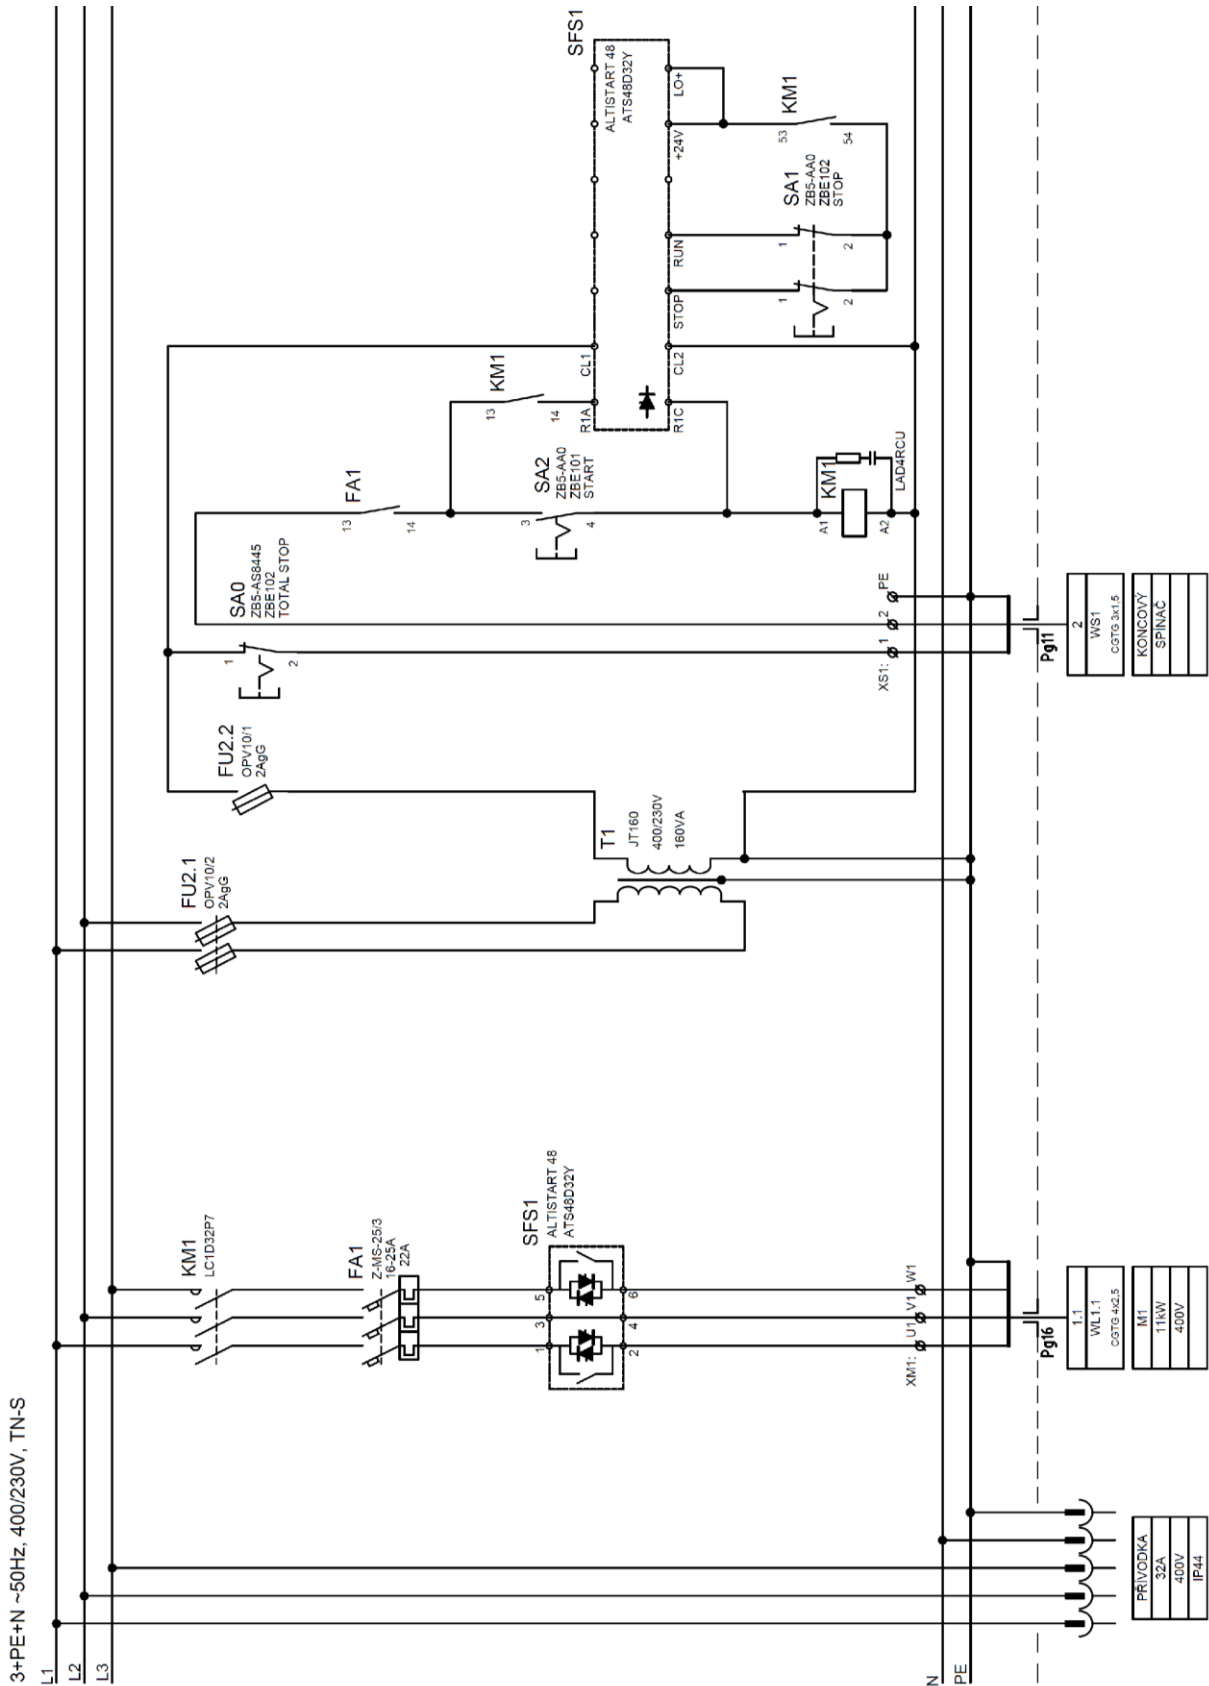 3+PE+N ~50Hz, 400/230V, TN-S
L1
L2
L3
N
PE
PŘÍVODKA
32A
400V
IP44
KM1
LC1D32P7
FA1
Z-MS-25/3
16-25A
22A
SFS1
ALTISTART 48
ATS48D32Y
1
3
5
2
4
6
XM1:
U1
V1
W1
Pg16
1.1
WL1.1
CGTG 4x2,5
M1
11kW
400V
FU2.1
OPV10/2
2AgG
T1
JT160
400/230V
160VA
FU2.2
OPV10/1
2AgG
SA0
ZB5-AS8445
ZBE102
TOTAL STOP
1
2
XS1:
1
2
PE
Pg11
2
WS1
CGTG 3x1,5
KONCOVÝ
SPÍNAČ
FA1
13
14
SA2
ZB5-AA0
ZBE101
START
3
4
KM1
A1
A2
LAD4RCU
KM1
13
14
R1A
CL1
R1C
CL2
STOP
RUN
+24V
LO+
SFS1
ALTISTART 48
ATS48D32Y
SA1
ZB5-AA0
ZBE102
STOP
1
2
1
2
KM1
53
54